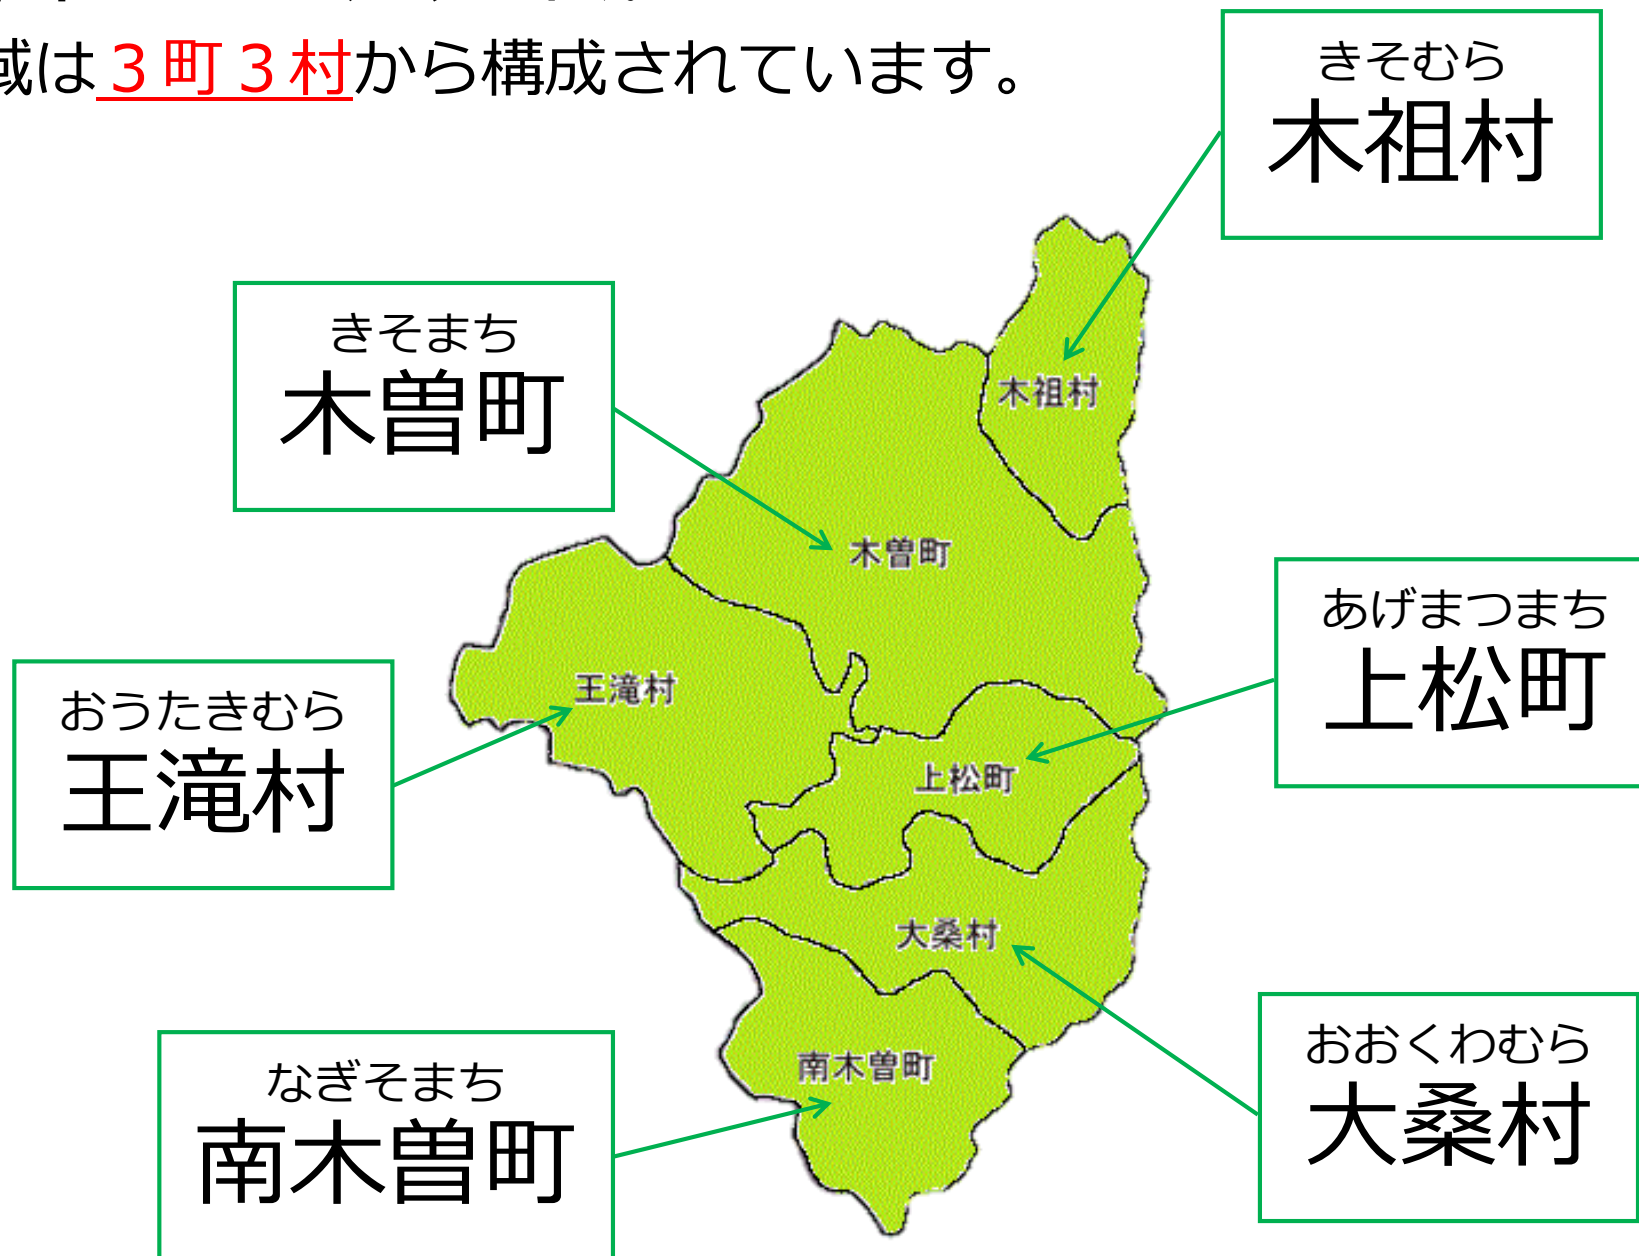 域は３町３村から構成されています。
きそむら
木祖村
きそまち
木曽町
木祖村
木曽町
あげまつまち
上松町
おうたきむら
王滝村
王滝村
上松町
大桑村
おおくわむら
大桑村
なぎそまち
南木曽町
南木曽町